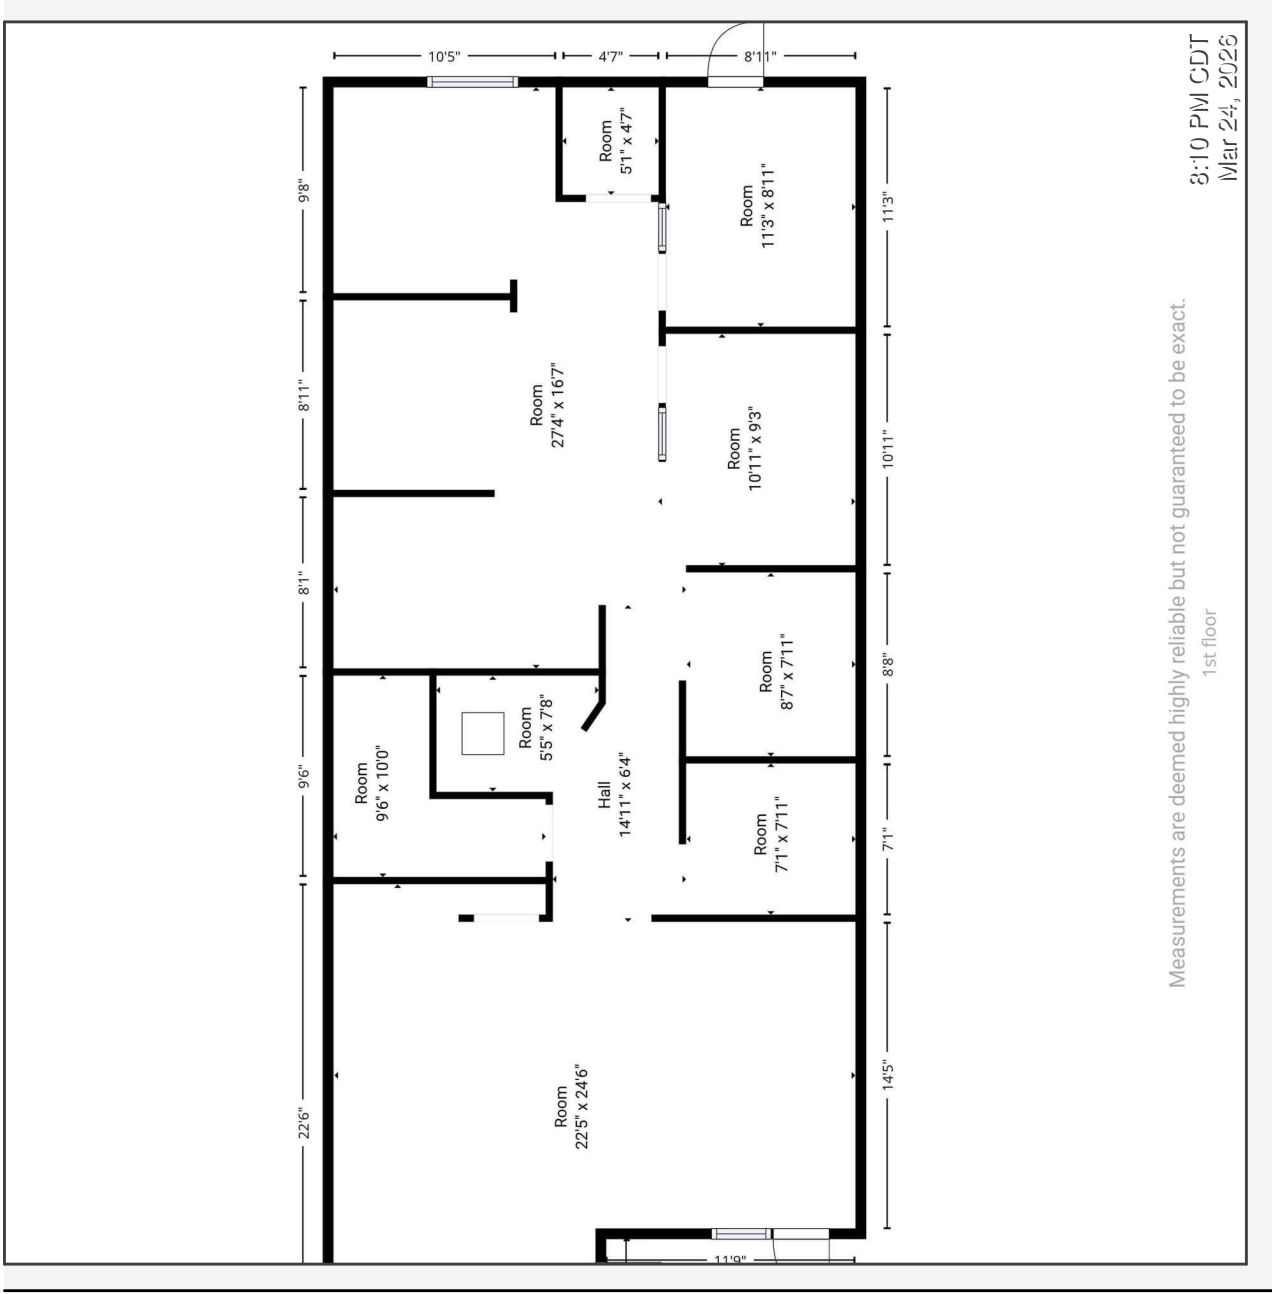 10'5"
4'7"
8'11"
8:10 PM CDT
Mar 24, 2026
9'8"
Room
5'1" x 4'7"
Room
11'3" x 8'11"
11'3"
8'11"
Room
27'4" x 16'7"
Room
10'11" x 9'3"
10'11"
8'1"
Room
8'7" x 7'11"
8'8"
Room
5'5" x 7'8"
Room
9'6" x 10'0"
9'6"
Hall
14'11" x 6'4"
Room
7'1" x 7'11"
7'1"
Room
22'5" x 24'6"
22'6"
14'5"
11'9"
Measurements are deemed highly reliable but not guaranteed to be exact.
1st floor